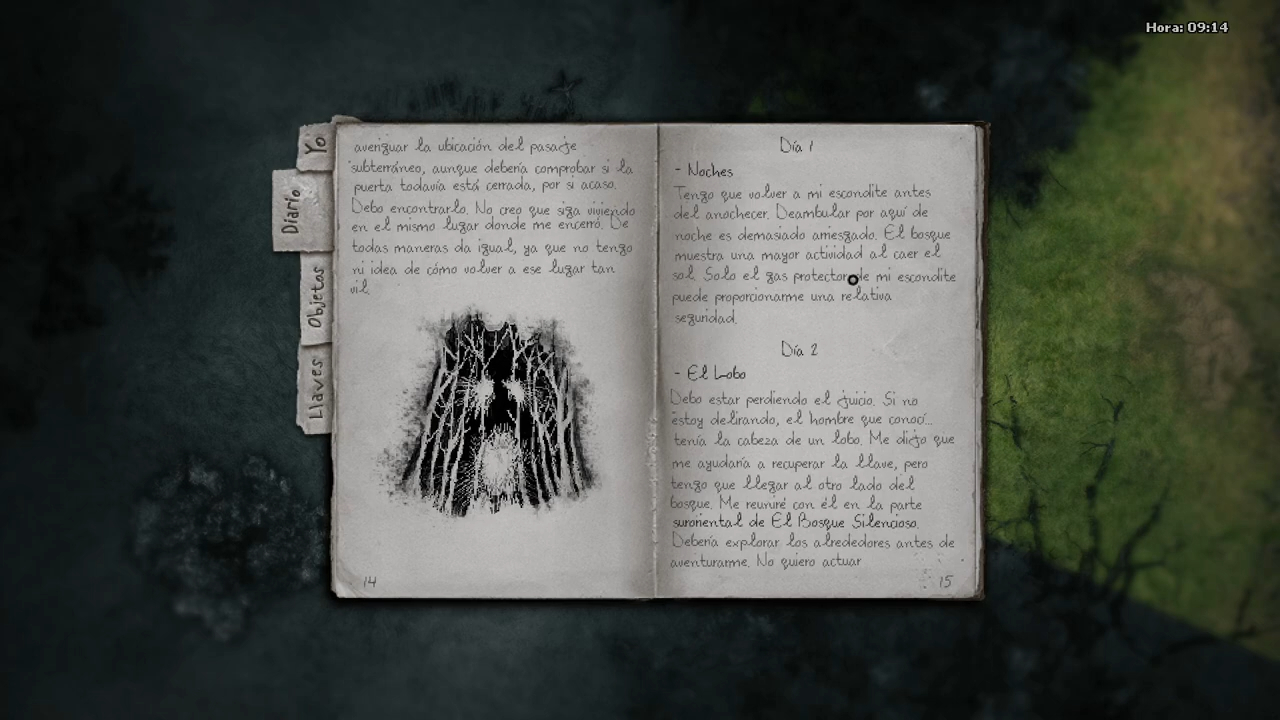 Hora: 09:14
Yo
Diario
Objetos
Llaves
averiguar la ubicación del pasaje
subterráneo, aunque debería comprobar si la
puerta todavía está cerrada, por si acaso.
Debo encontrarlo. No creo que siga viviendo
en el mismo lugar donde me encerró. De
todas maneras da igual, ya que no tengo
ni idea de cómo volver a ese lugar tan
vil.
14
Día 1
- Noches
Tengo que volver a mi escondite antes
del anochecer. Deambular por aquí de
noche es demasiado arriesgado. El bosque
muestra una mayor actividad al caer el
sol. Solo el gas protector de mi escondite
puede proporcionarme una relativa
seguridad.
Día 2
- El Lobo
Debo estar perdiendo el juicio. Si no
estoy delirando, el hombre que conocí...
tenía la cabeza de un lobo. Me dijo que
me ayudaría a recuperar la llave, pero
tengo que llegar al otro lado del
bosque. Me reuniré con él en la parte
suroriental de El Bosque Silencioso.
Debería explorar los alrededores antes de
aventurarme. No quiero actuar
15